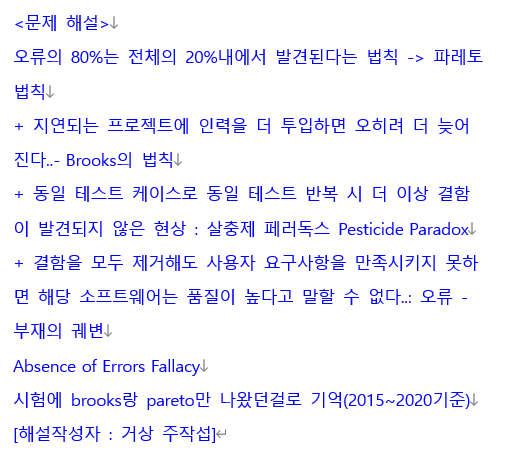 <문제 해설>↓
오류의 80%는 전체의 20%내에서 발견된다는 법칙 -> 파레토
법칙↓
+ 지연되는 프로젝트에 인력을 더 투입하면 오히려 더 늦어
진다..- Brooks의 법칙↓
+ 동일 테스트 케이스로 동일 테스트 반복 시 더 이상 결함
이 발견되지 않은 현상 : 살충제 페러독스 Pesticide Paradox↓
+ 결함을 모두 제거해도 사용자 요구사항을 만족시키지 못하
면 해당 소프트웨어는 품질이 높다고 말할 수 없다..: 오류 -
부재의 궤변↓
Absence of Errors Fallacy↓
시험에 brooks랑 pareto만 나왔던걸로 기억(2015~2020기준)↓
[해설작성자 : 거상 주작섭]↵